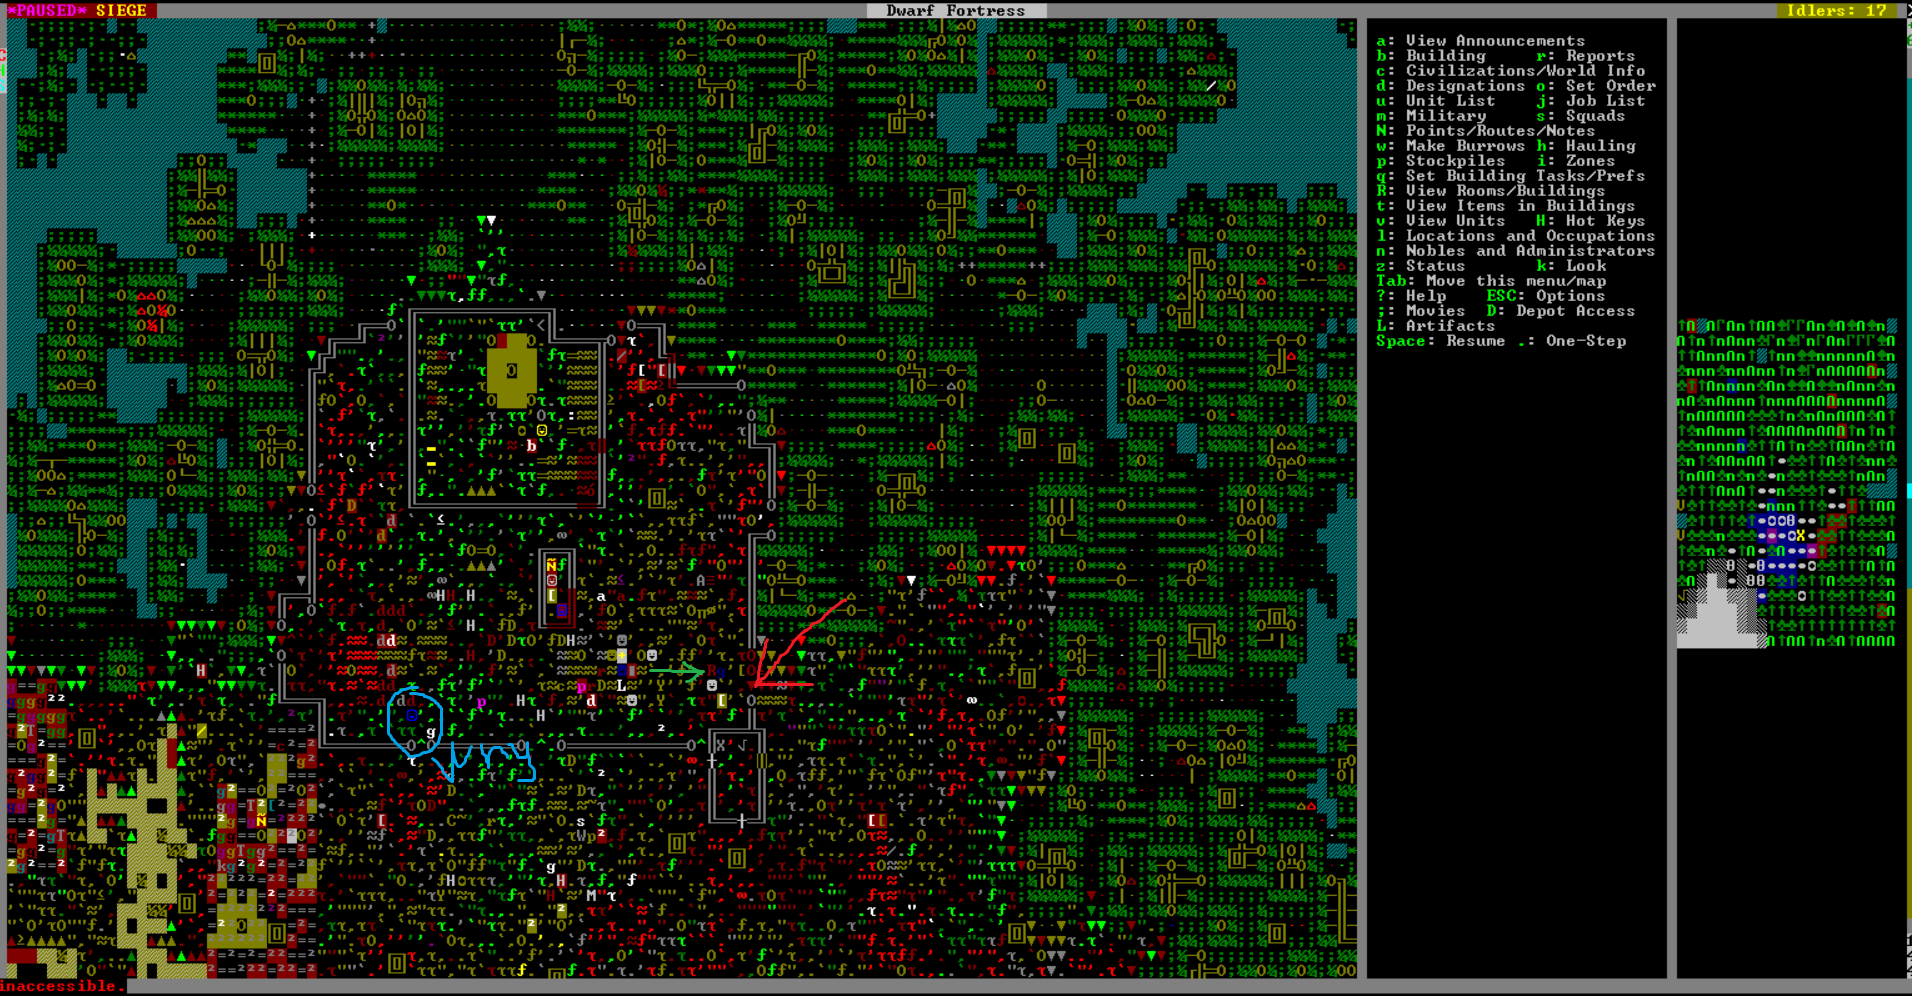 *PAUSED* SIEGE
Dwarf Fortress
Idlers: 17
a: View Announcements
b: Building r: Reports
c: Civilizations/World Info
d: Designations o: Set Order
u: Unit List j: Job List
m: Military s: Squads
N: Points/Routes/Notes
w: Make Burrows h: Hauling
p: Stockpiles i: Zones
q: Set Building Tasks/Prefs
R: View Rooms/Buildings
t: View Items in Buildings
v: View Units H: Hot Keys
l: Locations and Occupations
n: Nobles and Administrators
z: Status k: Look
Tab: Move this menu/map
?: Help ESC: Options
;: Movies D: Depot Access
L: Artifacts
Space: Resume .: One-Step
inaccessible.